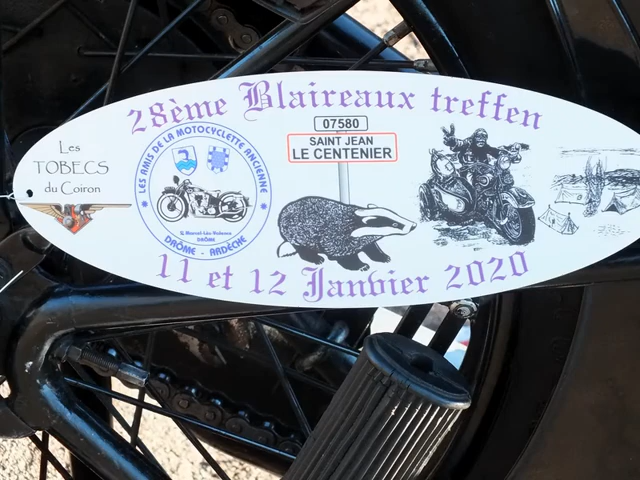 28ème Blaireaux treffen
Les
TOBECS
du Coiron
LES AMIS DE LA MOTOCYCLETTE ANCIENNE
DRÔME
DRÔME - ARDÈCHE
07580
SAINT JEAN
LE CENTENIER
11 et 12 Janvier 2020